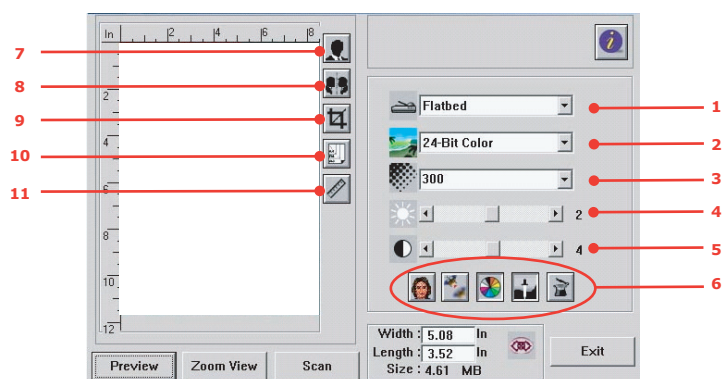 In 2 4 6 8
2
4
6
8
10
12
7
8
9
10
11
Flatbed
24-Bit Color
300
2
4
1
2
3
4
5
6
Width : 5.08 In
Length : 3.52 In
Size : 4.61 MB
Preview Zoom View Scan
Exit